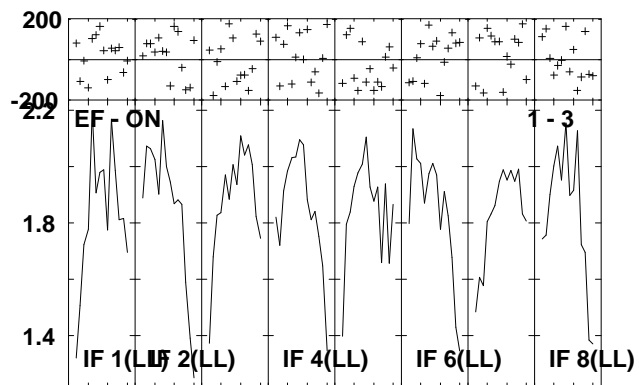 200
-200
2.2
EF - ON 1 - 3
1.8
1.4
IF 1(LL) IF 2(LL) IF 4(LL) IF 6(LL) IF 8(LL)